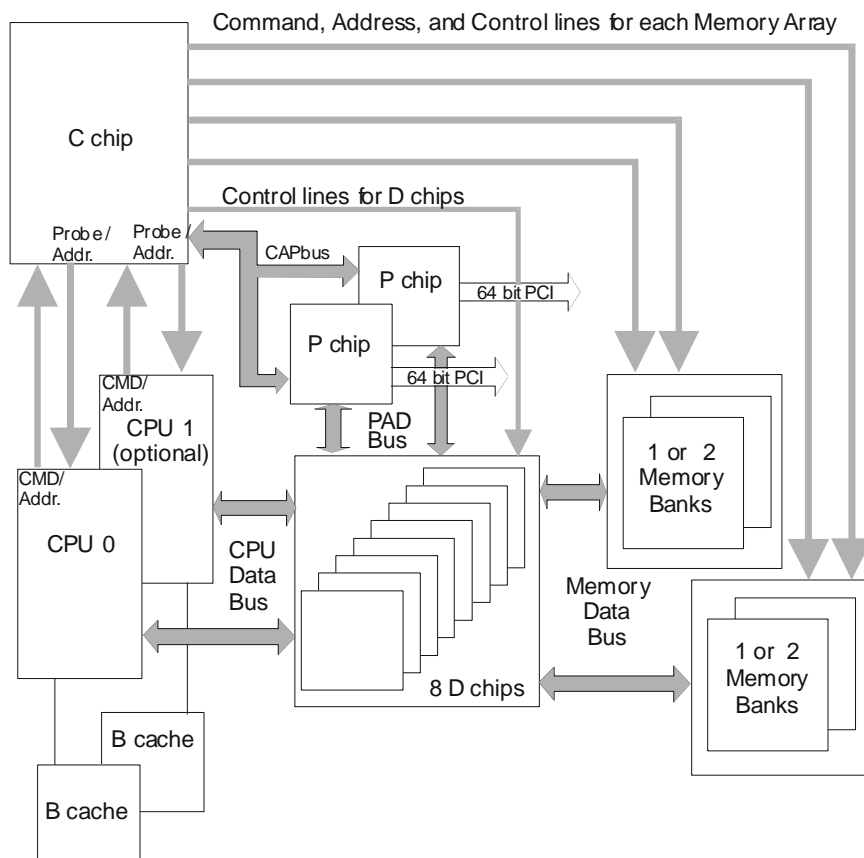 Command, Address, and Control lines for each Memory Array
C chip
Control lines for D chips
Probe /
Addr.
Probe /
Addr.
CAPbus
P chip
64 bit PCI
P chip
64 bit PCI
CMD/
Addr.
CPU 1
(optional)
PAD
Bus
1 or 2
Memory
Banks
CMD/
Addr.
CPU 0
CPU
Data
Bus
Memory
Data
Bus
1 or 2
Memory
Banks
8 D chips
B cache
B cache